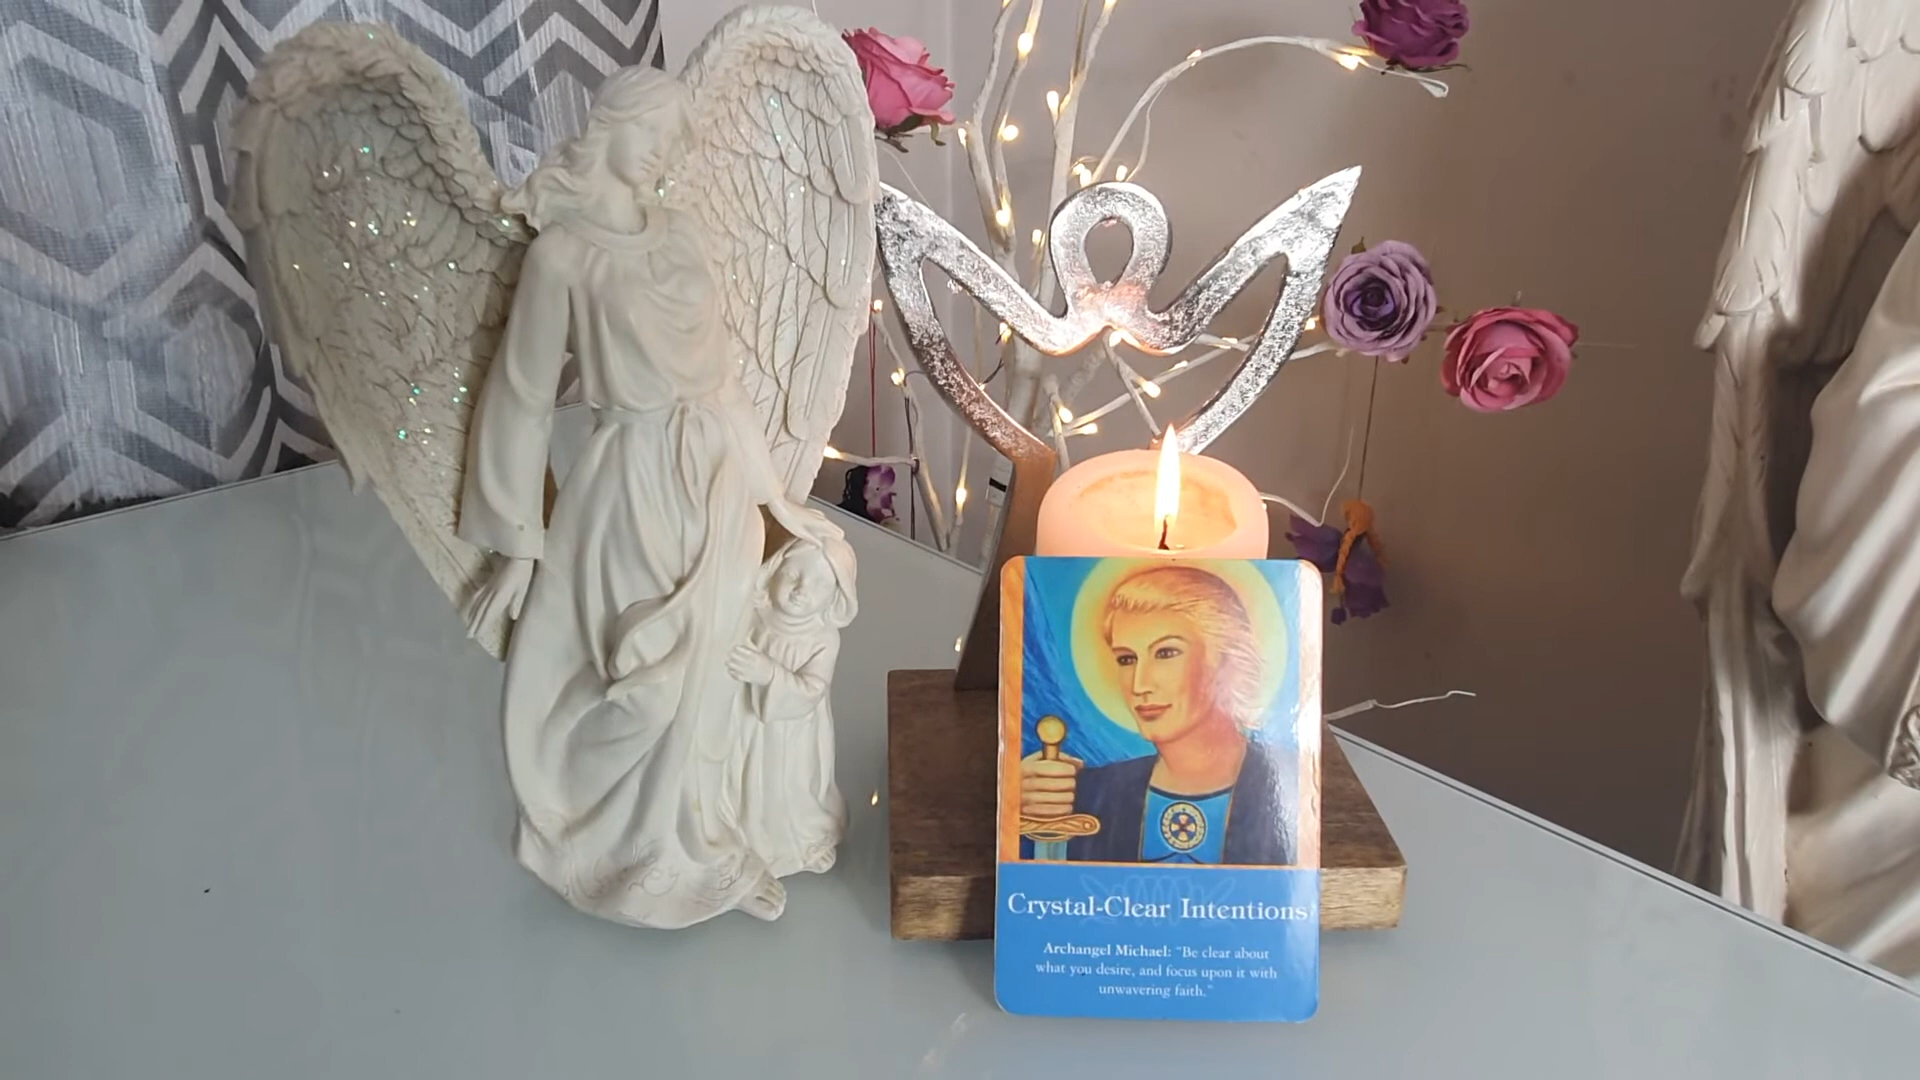 Crystal-Clear Intentions
Archangel Michael: "Be clear about
what you desire, and focus upon it with
unwavering faith."